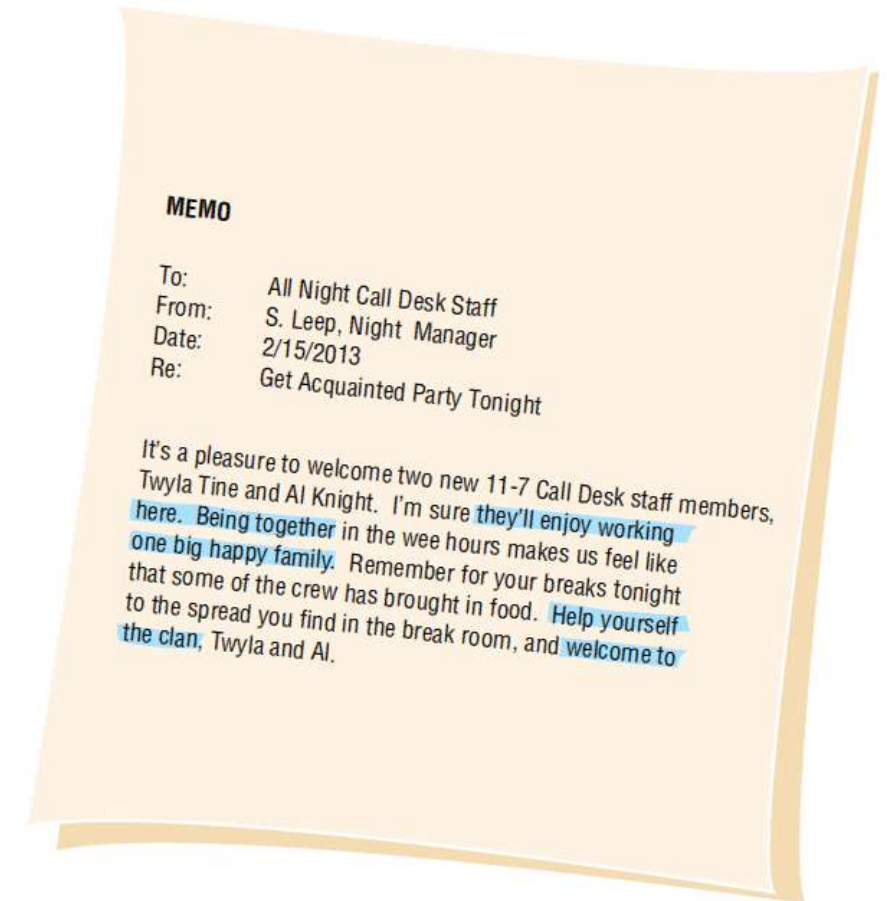 MEMO
To: All Night Call Desk Staff
From: S. Leep, Night Manager
Date: 2/15/2013
Re: Get Acquainted Party Tonight
It's a pleasure to welcome two new 11-7 Call Desk staff members,
Twyla Tine and Al Knight. I'm sure they'll enjoy working
here. Being together in the wee hours makes us feel like
one big happy family. Remember for your breaks tonight
that some of the crew has brought in food. Help yourself
to the spread you find in the break room, and welcome to
the clan, Twyla and Al.